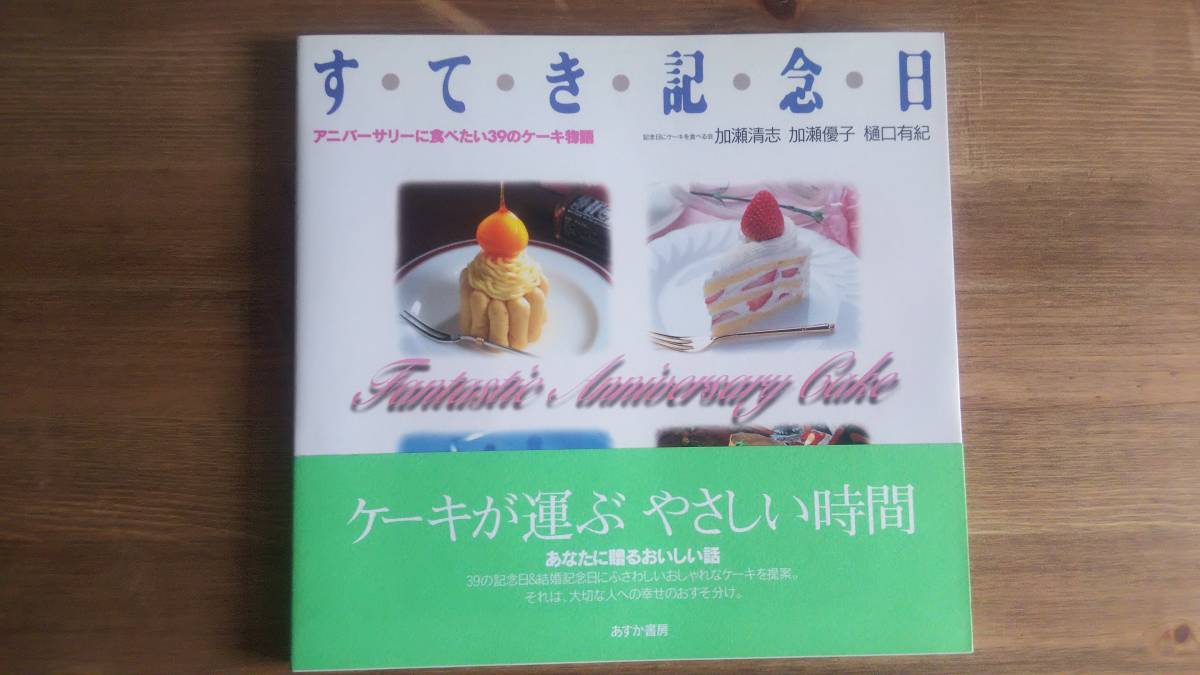 す・て・き・記・念・日
アニバーサリーに食べたい39のケーキ物語
記念日にケーキを食べる会 加瀬清志 加瀬優子 樋口有紀
Fantastic Anniversary Cake
ケーキが運ぶ やさしい時間
あなたに贈るおいしい話
39の記念日&結婚記念日にふさわしいおしゃれなケーキを提案。
それは、大切な人への幸せのおすそ分け。
あすか書房